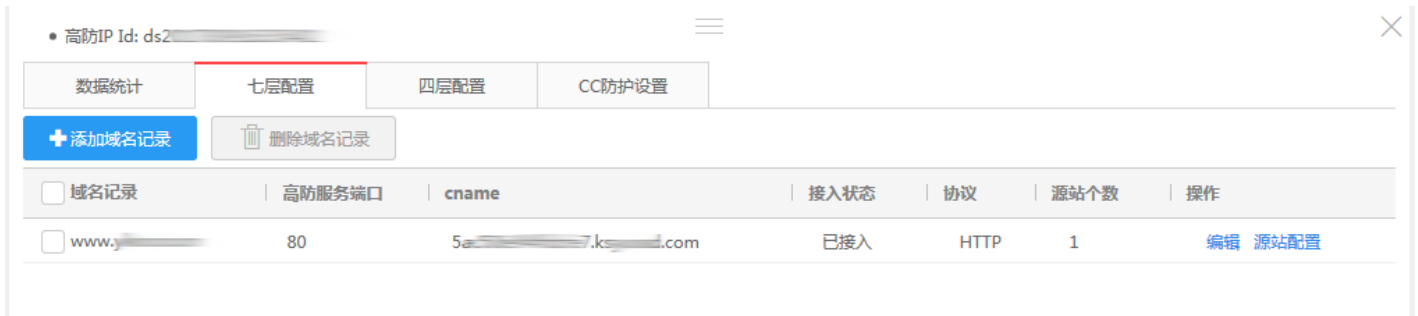 • 高防IP Id: ds2
数据统计 七层配置 四层配置 CC防护设置
添加域名记录 删除域名记录
域名记录 高防服务端口 cname 接入状态 协议 源站个数 操作
www. 80 5a 7.ks .com 已接入 HTTP 1 编辑 源站配置